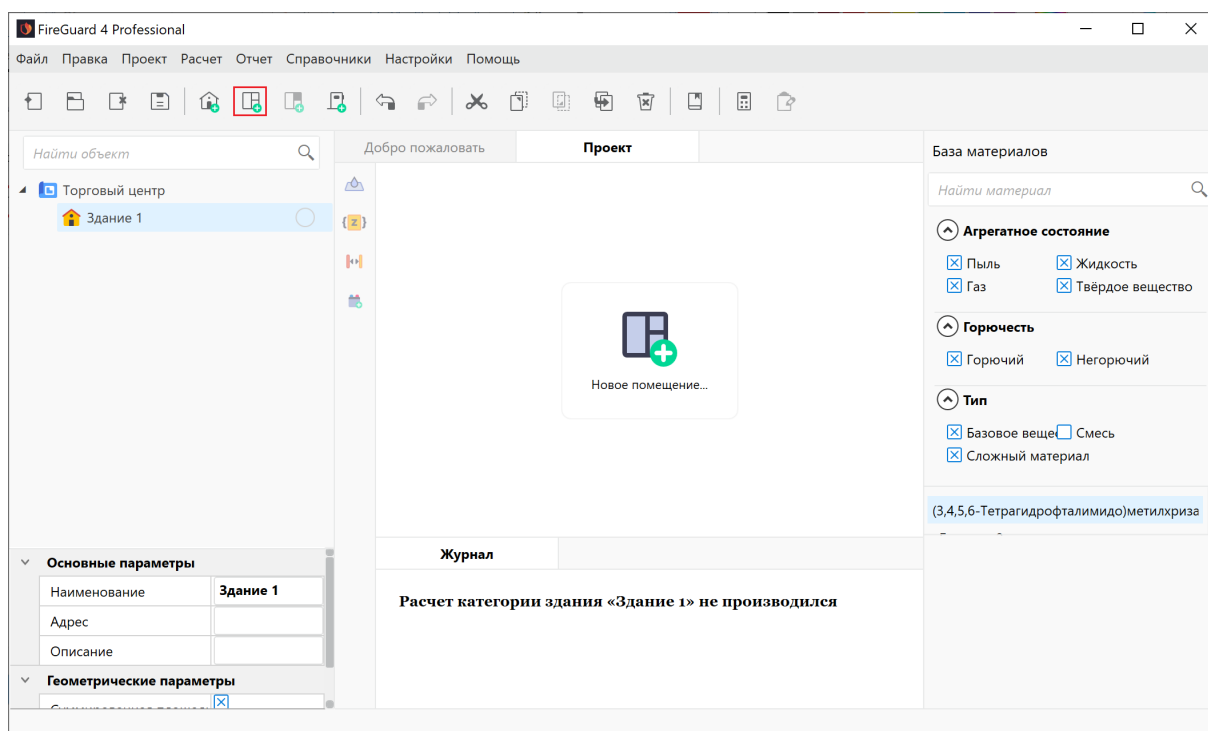 FireGuard 4 Professional
Файл Правка Проект Расчет Отчет Справочники Настройки Помощь
Найти объект
Торговый центр
Здание 1
Добро пожаловать
Проект
{z}
Новое помещение...
База материалов
Найти материал
Агрегатное состояние
Пыль Жидкость
Газ Твёрдое вещество
Горючесть
Горючий Негорючий
Тип
Базовое веще Смесь
Сложный материал
(3,4,5,6-Тетрагидрофталимидо)метилхриза
Основные параметры
Наименование Здание 1
Адрес
Описание
Геометрические параметры
Журнал
Расчет категории здания «Здание 1» не производился